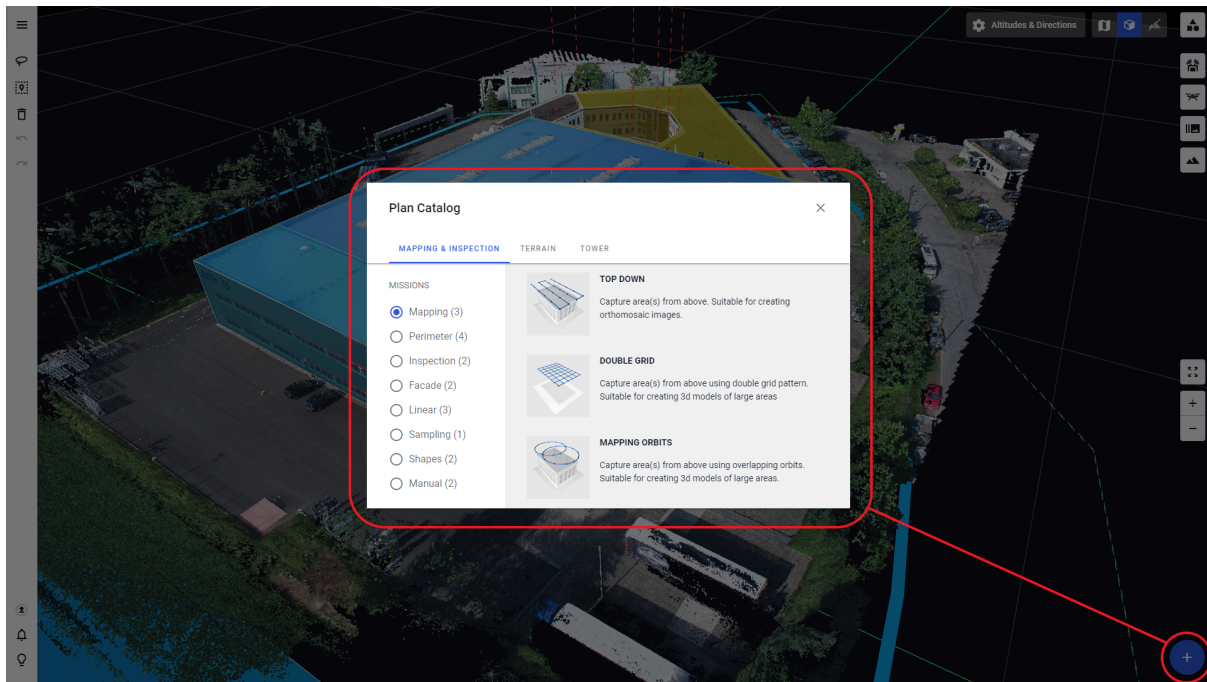 Altitudes & Directions
Plan Catalog
MAPPING & INSPECTION
TERRAIN
TOWER
MISSIONS
Mapping (3)
Perimeter (4)
Inspection (2)
Facade (2)
Linear (3)
Sampling (1)
Shapes (2)
Manual (2)
TOP DOWN
Capture area(s) from above. Suitable for creating
orthomosaic images.
DOUBLE GRID
Capture area(s) from above using double grid pattern.
Suitable for creating 3d models of large areas
MAPPING ORBITS
Capture area(s) from above using overlapping orbits.
Suitable for creating 3d models of large areas.